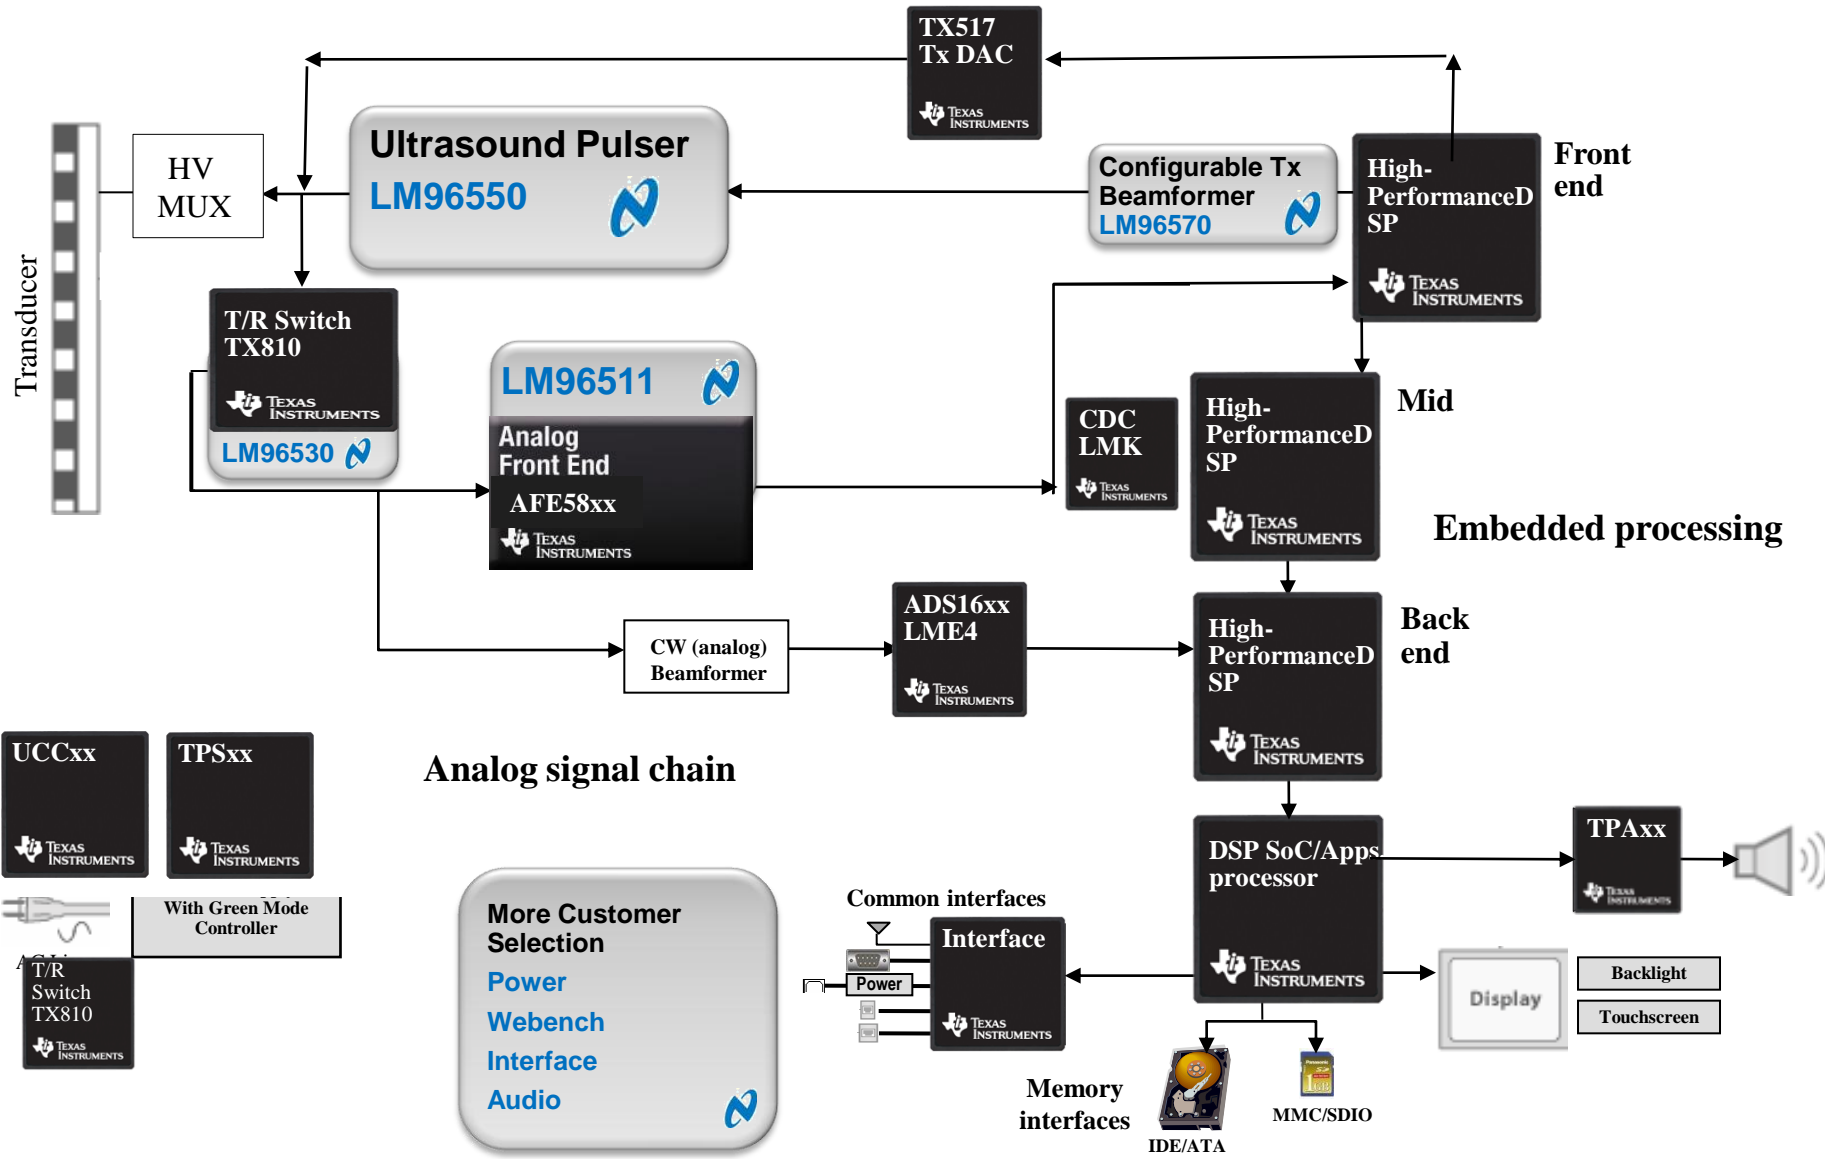 TX517
Tx DAC
TEXAS
INSTRUMENTS
Ultrasound Pulser
LM96550
Configurable Tx
Beamformer
LM96570
High-
PerformanceD
SP
TEXAS
INSTRUMENTS
Front
end
HV
MUX
Transducer
T/R Switch
TX810
TEXAS
INSTRUMENTS
LM96530
LM96511
Analog
Front End
AFE58xx
TEXAS
INSTRUMENTS
CDC
LMK
TEXAS
INSTRUMENTS
High-
PerformanceD
SP
TEXAS
INSTRUMENTS
Mid
Embedded processing
CW (analog)
Beamformer
ADS16xx
LME4
TEXAS
INSTRUMENTS
High-
PerformanceD
SP
TEXAS
INSTRUMENTS
Back
end
UCCxx
TEXAS
INSTRUMENTS
TPSxx
TEXAS
INSTRUMENTS
Analog signal chain
With Green Mode
Controller
T/R
Switch
TX810
TEXAS
INSTRUMENTS
More Customer
Selection
Power
Webench
Interface
Audio
Common interfaces
Interface
Power
TEXAS
INSTRUMENTS
DSP SoC/Apps
processor
TEXAS
INSTRUMENTS
TPAxx
TEXAS
INSTRUMENTS
Display
Backlight
Touchscreen
Memory
interfaces
IDE/ATA
Panasonic
SD
1GB
MMC/SDIO